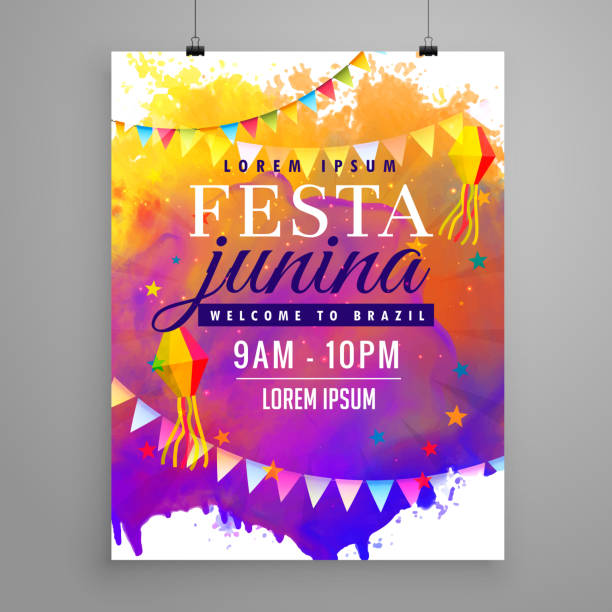 LOREM IPSUM
FESTA
junina
WELCOME TO BRAZIL
9AM - 10PM
LOREM IPSUM